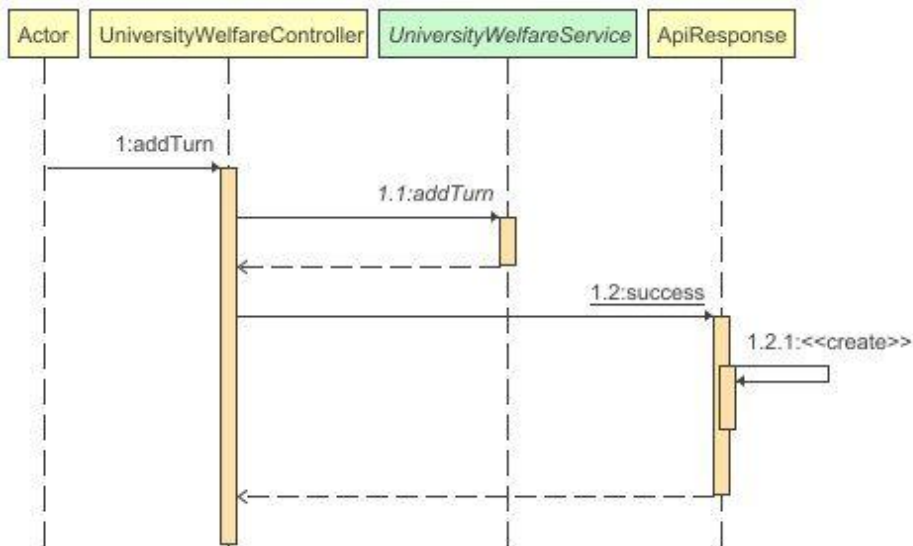 Actor
UniversityWelfareController
UniversityWelfareService
ApiResponse
1:addTurn
1.1:addTurn
1.2:success
1.2.1:<<create>>